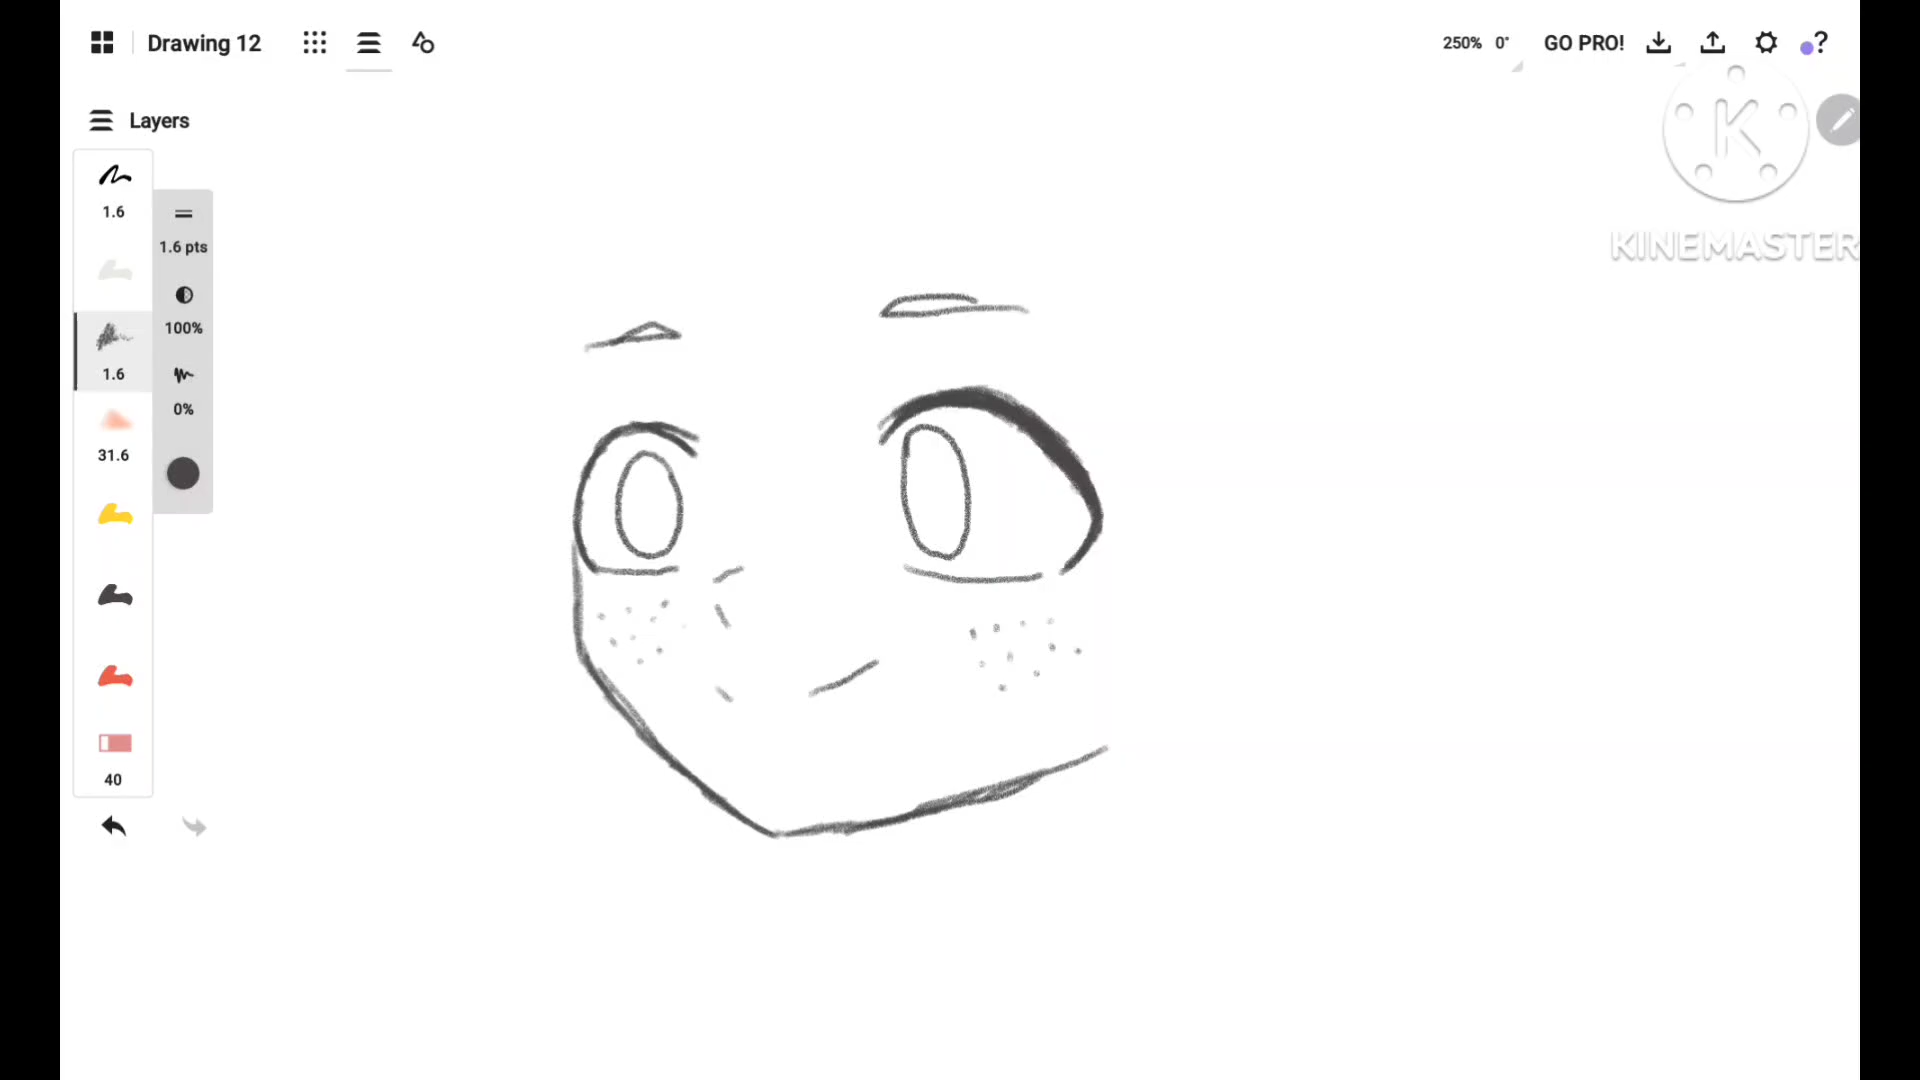 Drawing 12
250% 0°
GO PRO!
?
Layers
1.6
1.6 pts
100%
1.6
0%
31.6
40
K
KINEMASTER